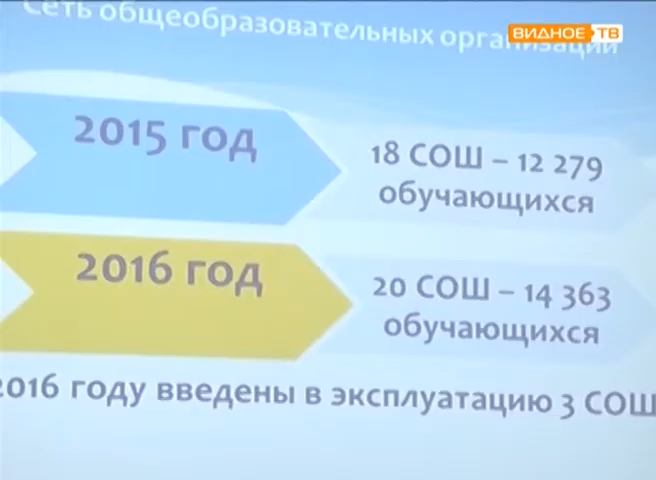 Сеть общеобразовательных организаций
ВИДНОЕ ТВ
2015 год
18 СОШ – 12 279
обучающихся
2016 год
20 СОШ – 14 363
обучающихся
2016 году введены в эксплуатацию 3 СОШ